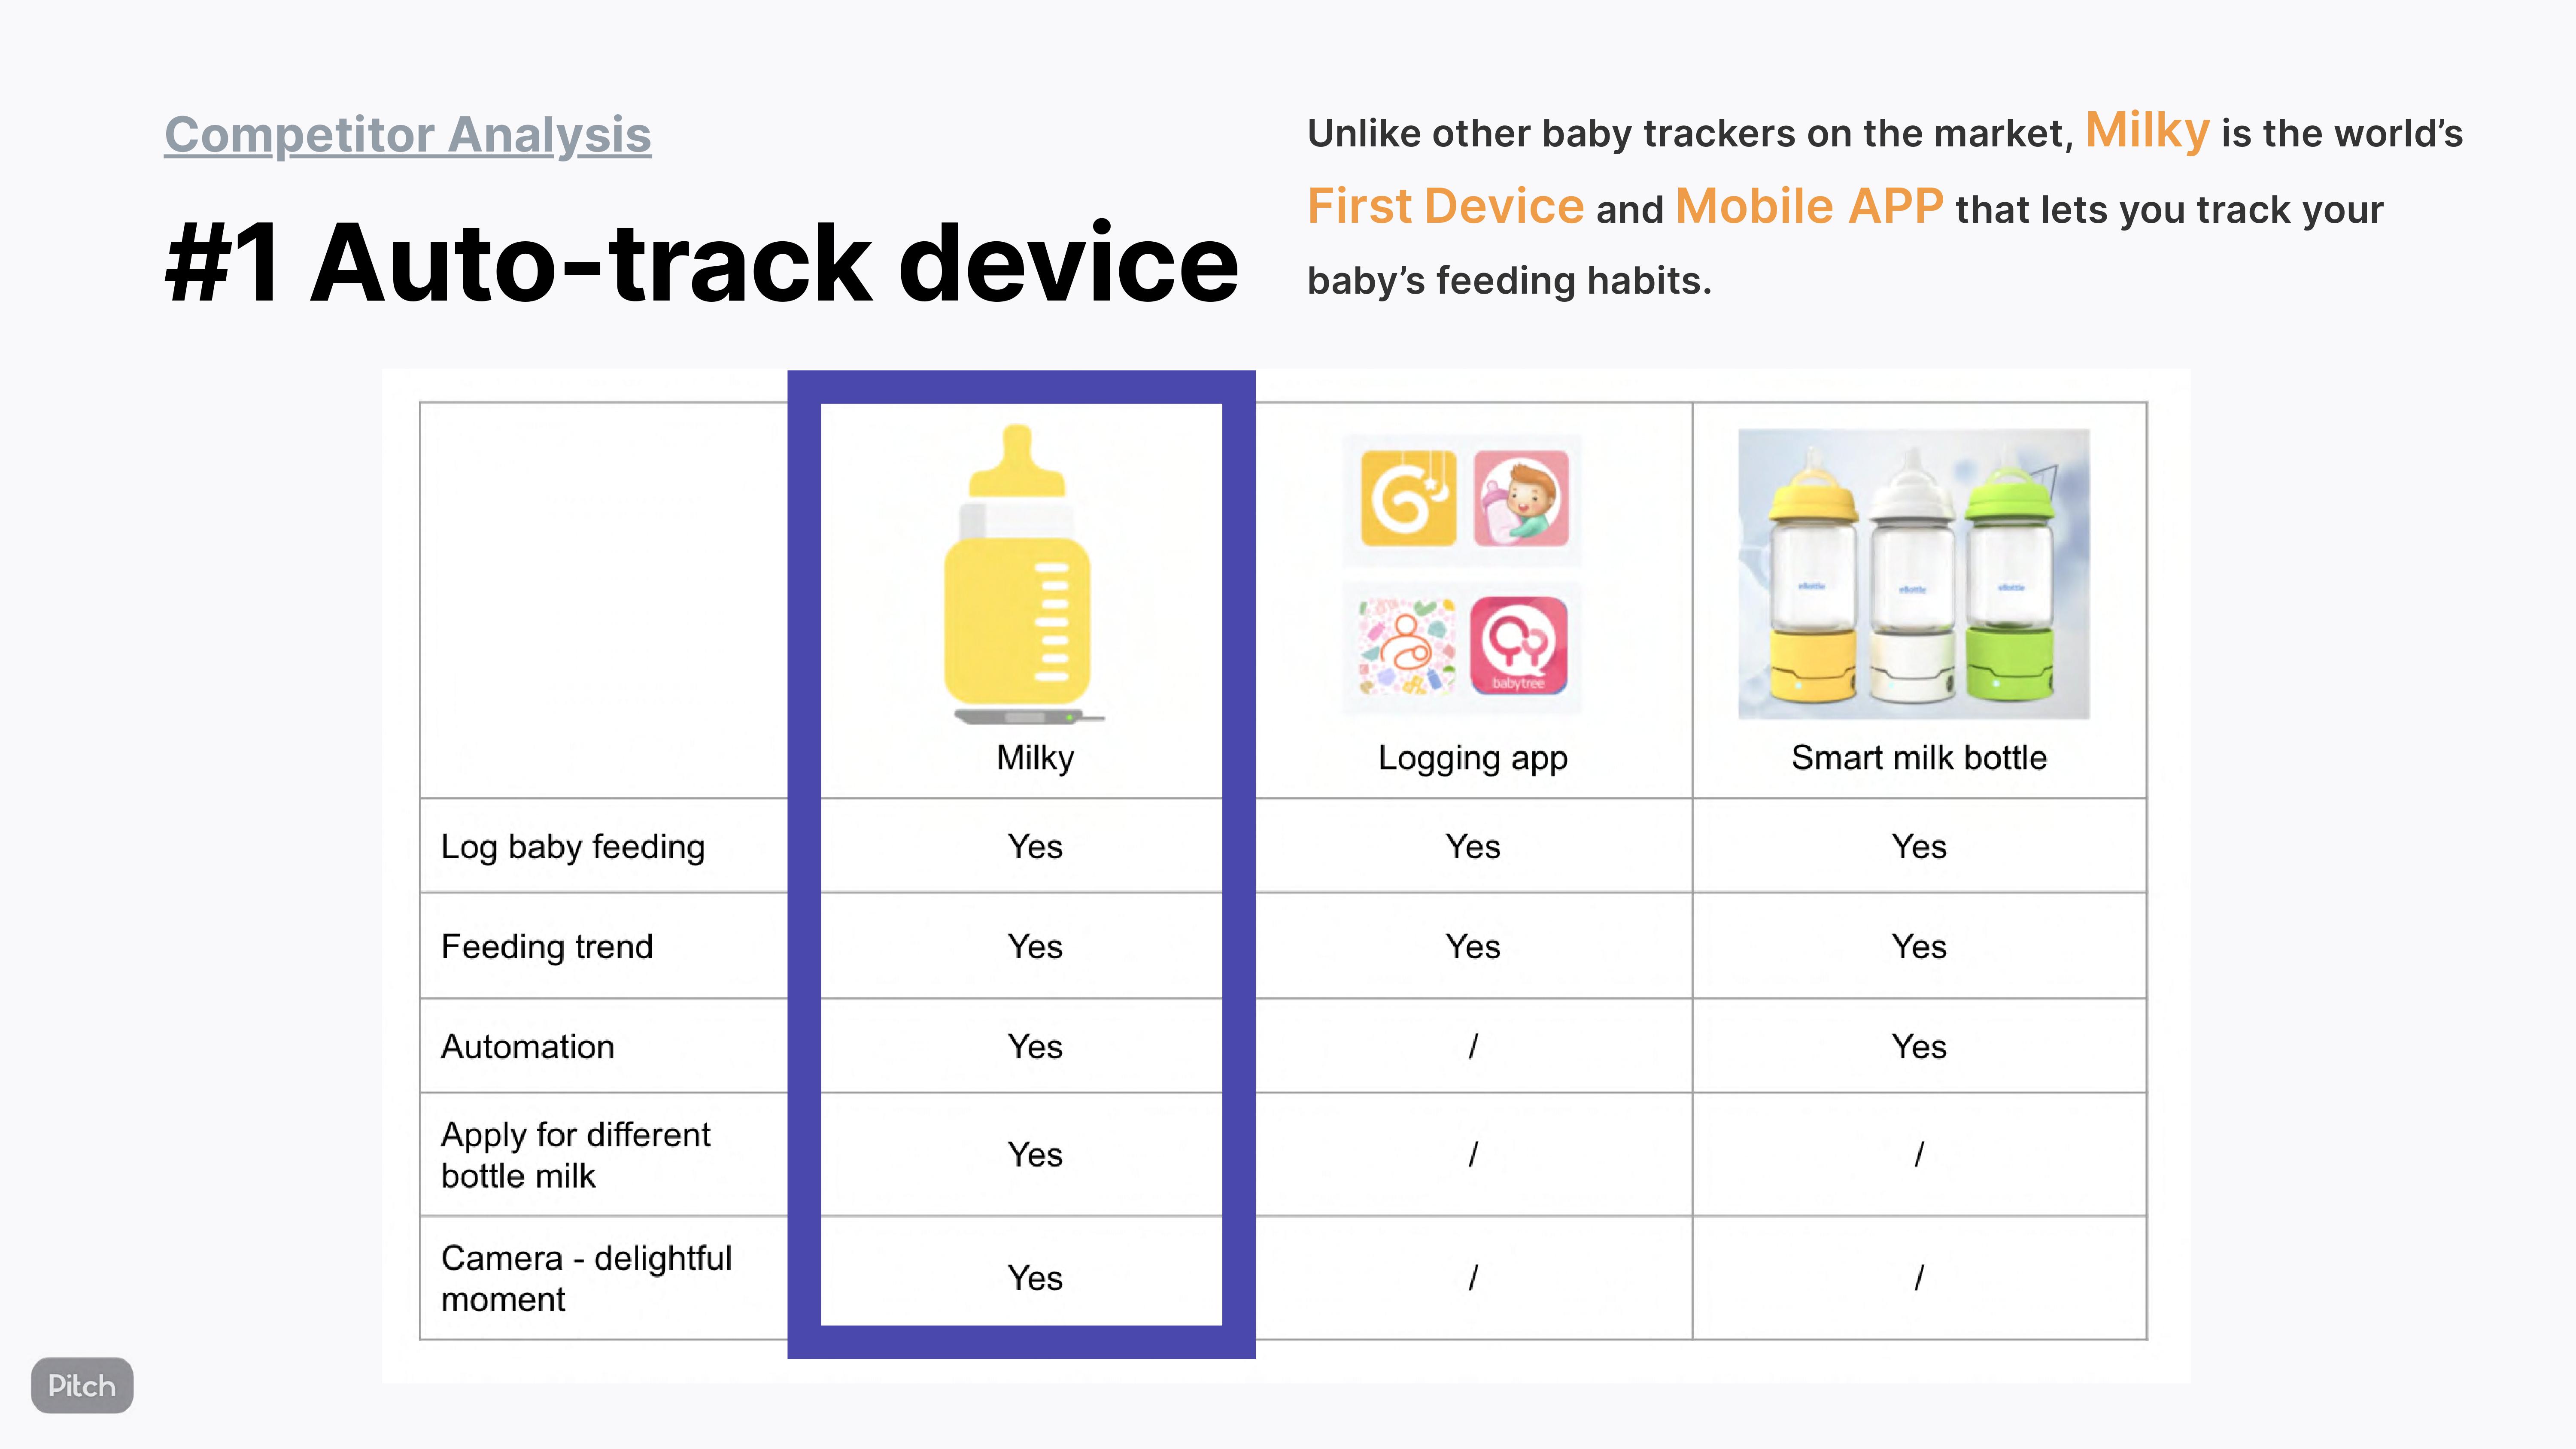 Competitor Analysis
#1 Auto-track device
Unlike other baby trackers on the market, Milky is the world’s
First Device and Mobile APP that lets you track your
baby’s feeding habits.
babytree
eBottle eBottle eBottle
Milky Logging app Smart milk bottle
Log baby feeding Yes Yes Yes
Feeding trend Yes Yes Yes
Automation Yes / Yes
Apply for different
bottle milk Yes / /
Camera - delightful
moment Yes / /
Pitch